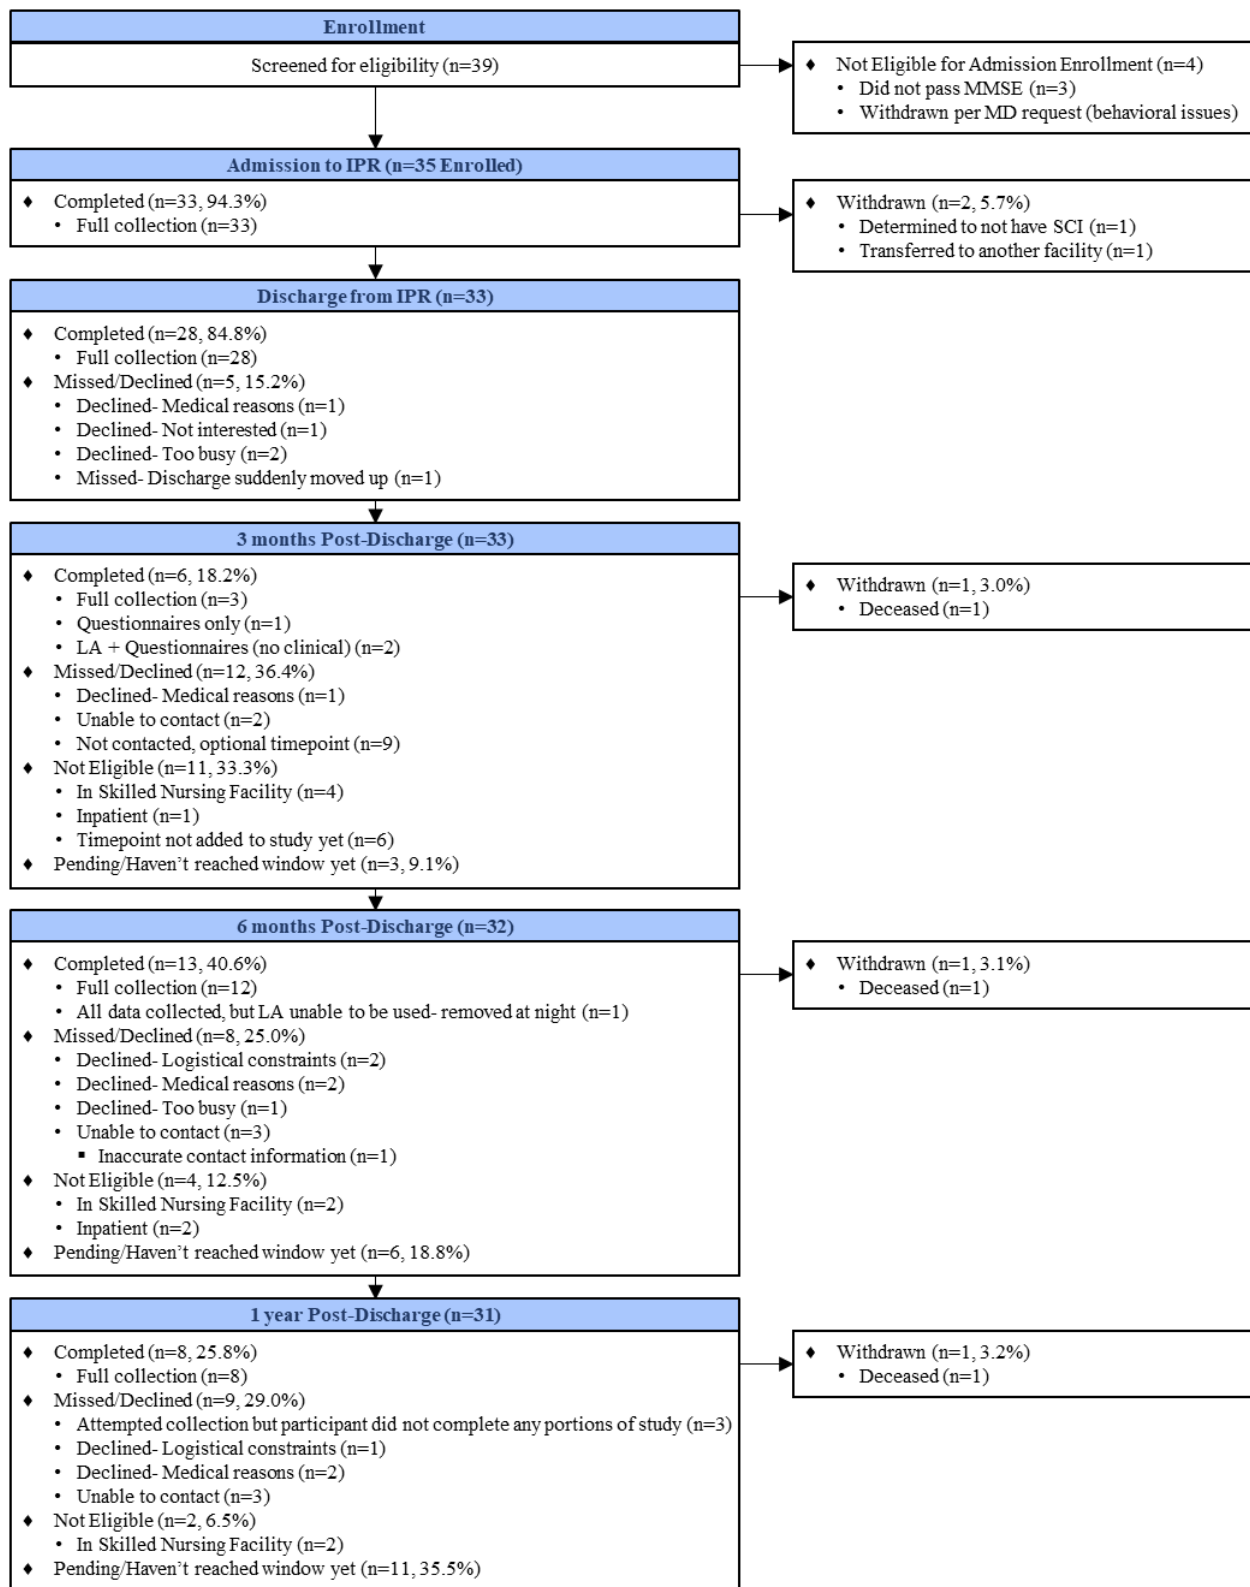 Enrollment
Screened for eligibility (n=39)
♦ Not Eligible for Admission Enrollment (n=4)
• Did not pass MMSE (n=3)
• Withdrawn per MD request (behavioral issues)
Admission to IPR (n=35 Enrolled)
♦ Completed (n=33, 94.3%)
• Full collection (n=33)
♦ Withdrawn (n=2, 5.7%)
• Determined to not have SCI (n=1)
• Transferred to another facility (n=1)
Discharge from IPR (n=33)
♦ Completed (n=28, 84.8%)
• Full collection (n=28)
♦ Missed/Declined (n=5, 15.2%)
• Declined- Medical reasons (n=1)
• Declined- Not interested (n=1)
• Declined- Too busy (n=2)
• Missed- Discharge suddenly moved up (n=1)
3 months Post-Discharge (n=33)
♦ Completed (n=6, 18.2%)
• Full collection (n=3)
• Questionnaires only (n=1)
• LA + Questionnaires (no clinical) (n=2)
♦ Missed/Declined (n=12, 36.4%)
• Declined- Medical reasons (n=1)
• Unable to contact (n=2)
• Not contacted, optional timepoint (n=9)
♦ Not Eligible (n=11, 33.3%)
• In Skilled Nursing Facility (n=4)
• Inpatient (n=1)
• Timepoint not added to study yet (n=6)
♦ Pending/Haven't reached window yet (n=3, 9.1%)
♦ Withdrawn (n=1, 3.0%)
• Deceased (n=1)
6 months Post-Discharge (n=32)
♦ Completed (n=13, 40.6%)
• Full collection (n=12)
• All data collected, but LA unable to be used- removed at night (n=1)
♦ Missed/Declined (n=8, 25.0%)
• Declined- Logistical constraints (n=2)
• Declined- Medical reasons (n=2)
• Declined- Too busy (n=1)
• Unable to contact (n=3)
▪ Inaccurate contact information (n=1)
♦ Not Eligible (n=4, 12.5%)
• In Skilled Nursing Facility (n=2)
• Inpatient (n=2)
♦ Pending/Haven't reached window yet (n=6, 18.8%)
♦ Withdrawn (n=1, 3.1%)
• Deceased (n=1)
1 year Post-Discharge (n=31)
♦ Completed (n=8, 25.8%)
• Full collection (n=8)
♦ Missed/Declined (n=9, 29.0%)
• Attempted collection but participant did not complete any portions of study (n=3)
• Declined- Logistical constraints (n=1)
• Declined- Medical reasons (n=2)
• Unable to contact (n=3)
♦ Not Eligible (n=2, 6.5%)
• In Skilled Nursing Facility (n=2)
♦ Pending/Haven't reached window yet (n=11, 35.5%)
♦ Withdrawn (n=1, 3.2%)
• Deceased (n=1)